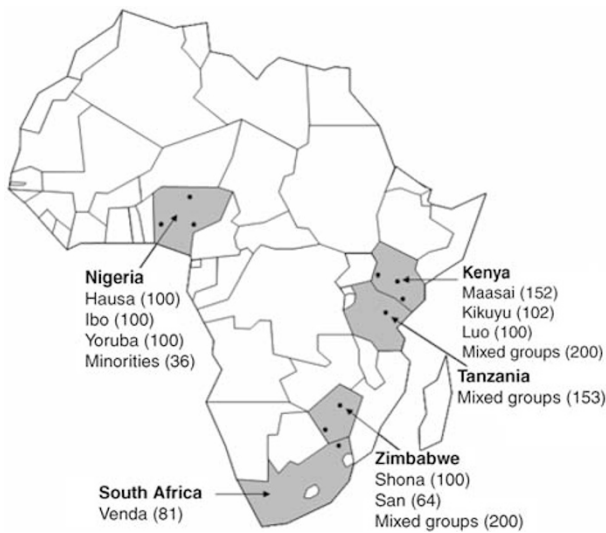 Nigeria
Hausa (100)
Ibo (100)
Yoruba (100)
Minorities (36)
Kenya
Maasai (152)
Kikuyu (102)
Luo (100)
Mixed groups (200)
Tanzania
Mixed groups (153)
Zimbabwe
Shona (100)
San (64)
Mixed groups (200)
South Africa
Venda (81)